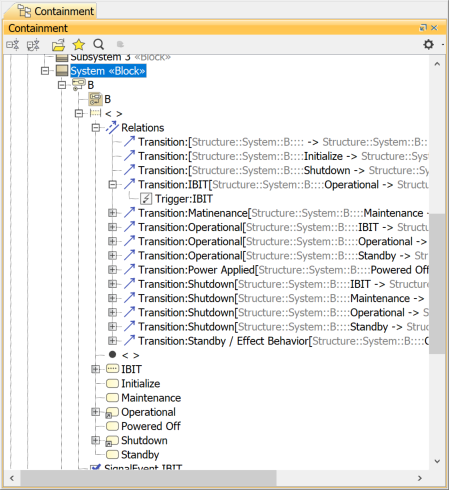 Containment
Containment
Subsystem 3 «Block»
System «Block»
B
B
< >
Relations
Transition:[Structure::System::B:::: -> Structure::System::B::
Transition:[Structure::System::B::::Initialize -> Structure::Sys
Transition:[Structure::System::B::::Shutdown -> Structure::Sy
Transition:IBIT[Structure::System::B::::Operational -> Structu
Trigger:IBIT
Transition:Matinenance[Structure::System::B::::Maintenance -
Transition:Operational[Structure::System::B::::IBIT -> Structu
Transition:Operational[Structure::System::B::::Operational ->
Transition:Operational[Structure::System::B::::Standby -> Str
Transition:Power Applied[Structure::System::B::::Powered Off
Transition:Shutdown[Structure::System::B::::IBIT -> Structure
Transition:Shutdown[Structure::System::B::::Maintenance ->
Transition:Shutdown[Structure::System::B::::Operational -> S
Transition:Shutdown[Structure::System::B::::Standby -> Struc
Transition:Standby / Effect Behavior[Structure::System::B::::
< >
IBIT
Initialize
Maintenance
Operational
Powered Off
Shutdown
Standby
SignalEvent IBIT